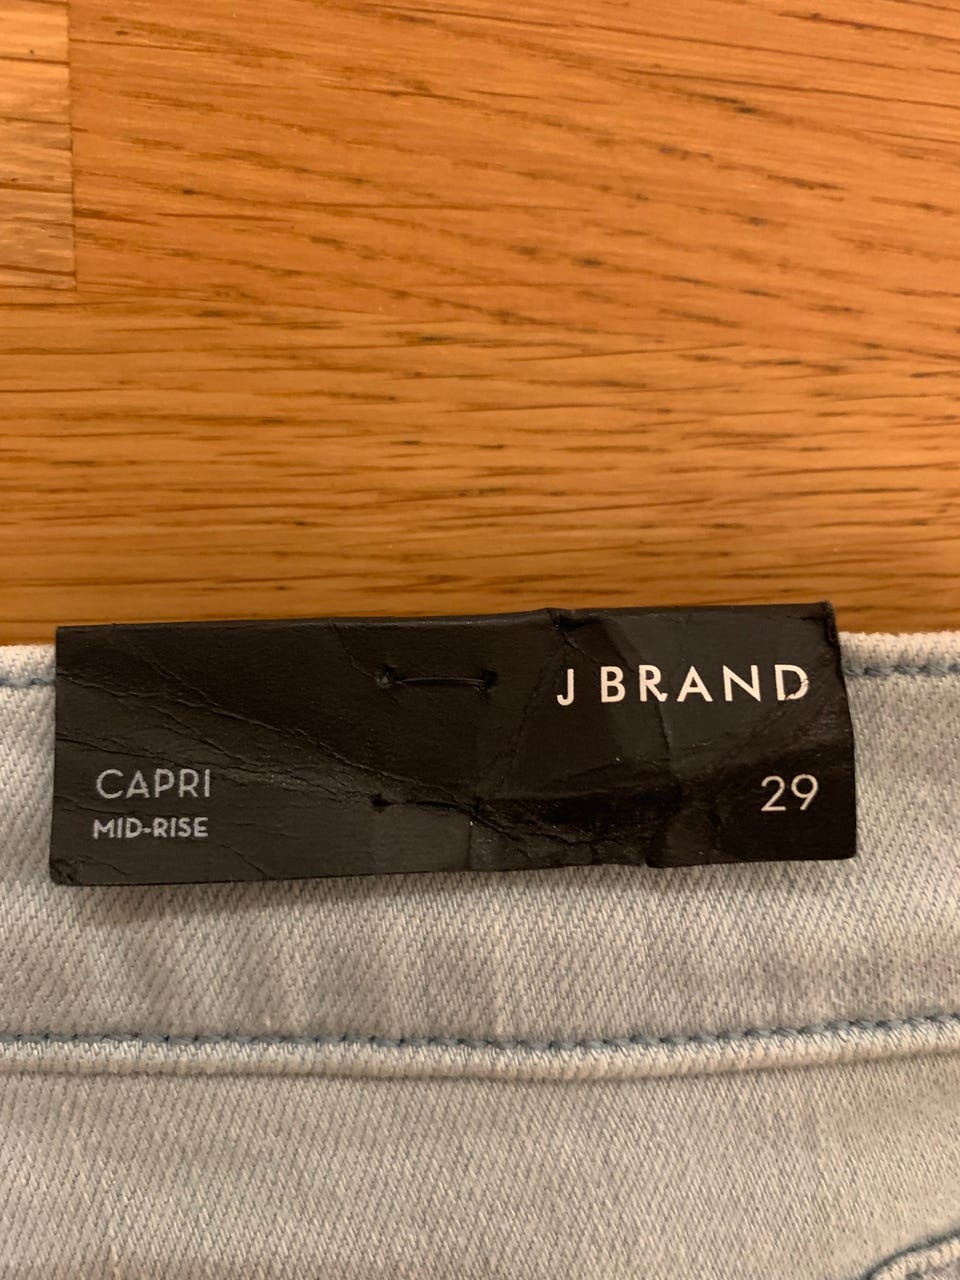 J BRAND
CAPRI
29
MID-RISE